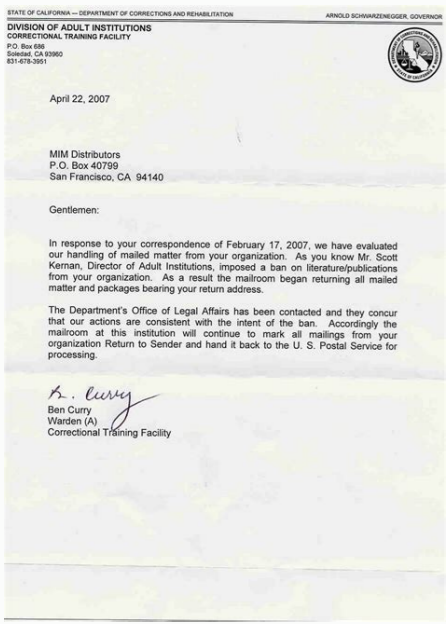 STATE OF CALIFORNIA — DEPARTMENT OF CORRECTIONS AND REHABILITATION
ARNOLD SCHWARZENEGGER, GOVERNOR
DIVISION OF ADULT INSTITUTIONS
CORRECTIONAL TRAINING FACILITY
P.O. Box 686
Soledad, CA 93960
831-678-3951
April 22, 2007
MIM Distributors
P.O. Box 40799
San Francisco, CA 94140
Gentlemen:
In response to your correspondence of February 17, 2007, we have evaluated
our handling of mailed matter from your organization. As you know Mr. Scott
Kernan, Director of Adult Institutions, imposed a ban on literature/publications
from your organization. As a result the mailroom began returning all mailed
matter and packages bearing your return address.
The Department's Office of Legal Affairs has been contacted and they concur
that our actions are consistent with the intent of the ban. Accordingly the
mailroom at this institution will continue to mark all mailings from your
organization Return to Sender and hand it back to the U. S. Postal Service for
processing.
B. Curry
Ben Curry
Warden (A)
Correctional Training Facility